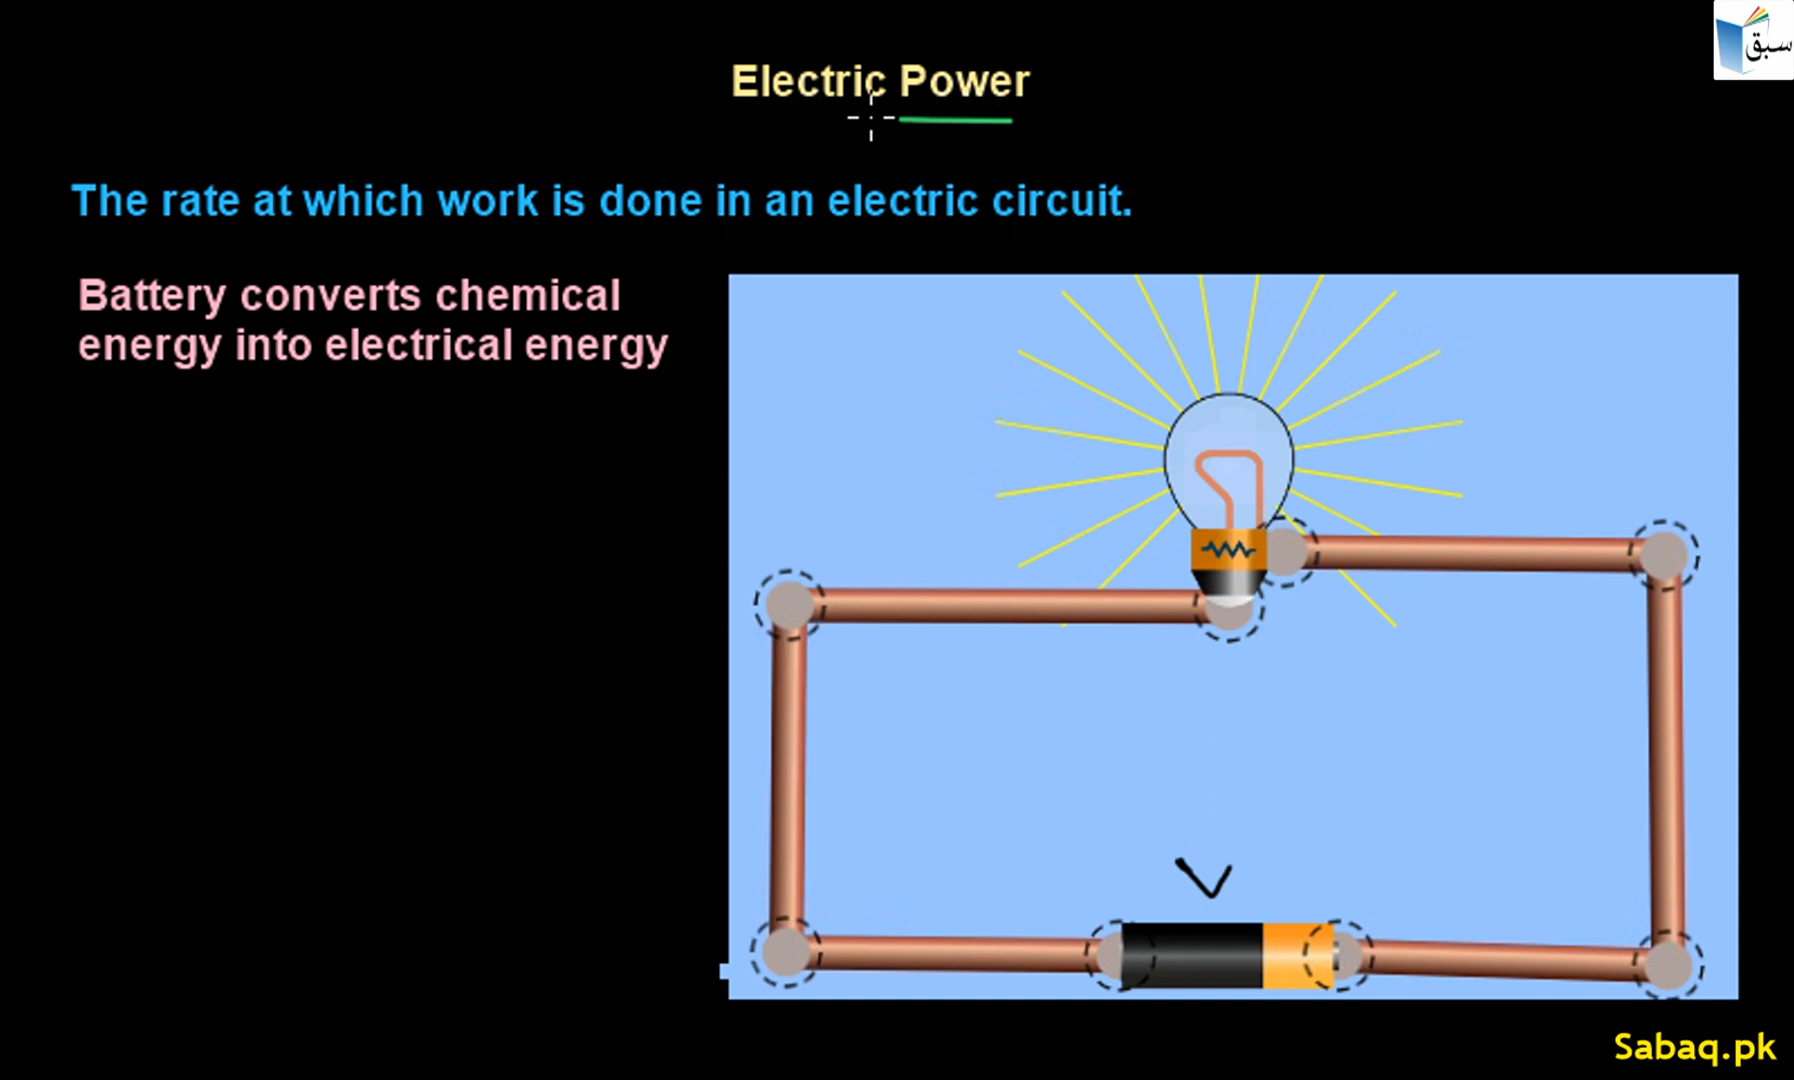 سبق
Electric Power
The rate at which work is done in an electric circuit.
Battery converts chemical
energy into electrical energy
V
Sabaq.pk